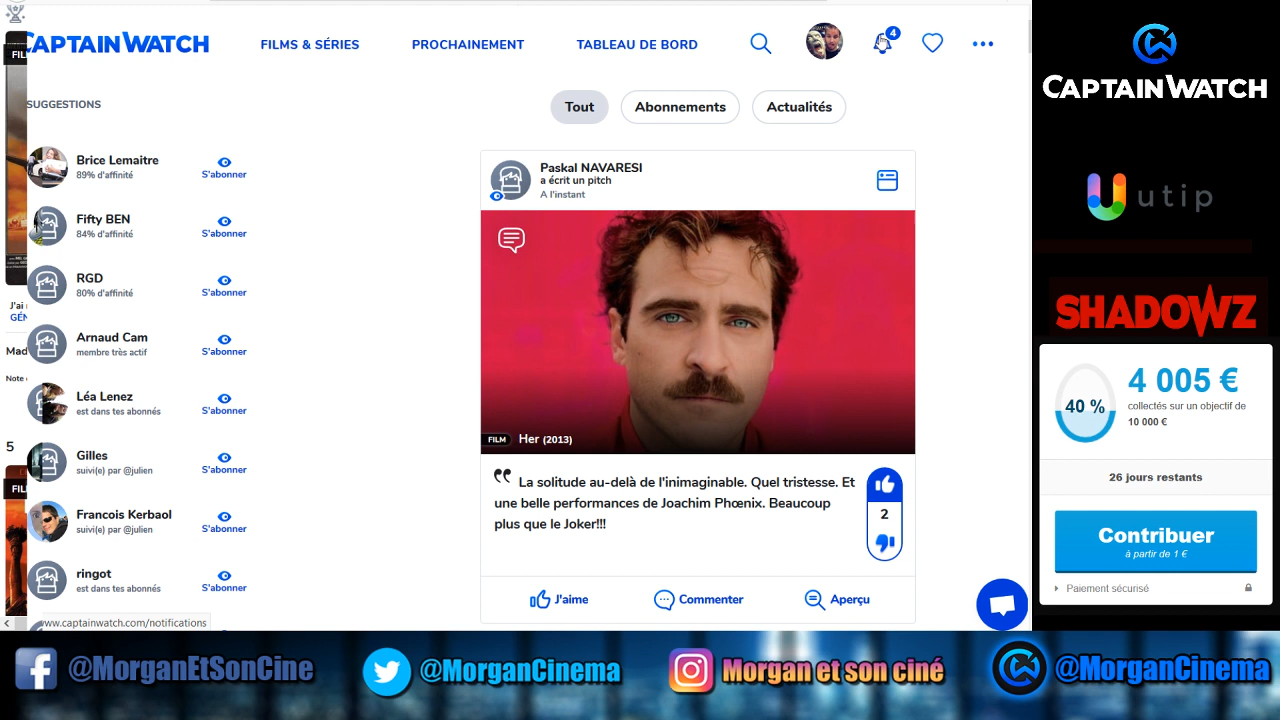 CAPTAINWATCH
FILMS & SÉRIES
PROCHAINEMENT
TABLEAU DE BORD
4
SUGGESTIONS
Brice Lemaitre
89% d'affinité
S'abonner
Fifty BEN
84% d'affinité
S'abonner
RGD
80% d'affinité
S'abonner
Arnaud Cam
membre très actif
S'abonner
Léa Lenez
est dans tes abonnés
S'abonner
Gilles
suivi(e) par @julien
S'abonner
Francois Kerbaol
suivi(e) par @julien
S'abonner
ringot
est dans tes abonnés
S'abonner
J'ai
Mad
Note
5
www.captainwatch.com/notifications
Tout
Abonnements
Actualités
Paskal NAVARESI
a écrit un pitch
A l'instant
FILM
Her (2013)
La solitude au-delà de l'inimaginable. Quel tristesse. Et
une belle performances de Joachim Phœnix. Beaucoup
plus que le Joker!!!
2
J'aime
Commenter
Aperçu
CAPTAINWATCH
utip
SHADOWZ
40 %
4 005 €
collectés sur un objectif de
10 000 €
26 jours restants
Contribuer
à partir de 1 €
Paiement sécurisé
@MorganEtSonCine
@MorganCinema
Morgan et son ciné
@MorganCinema